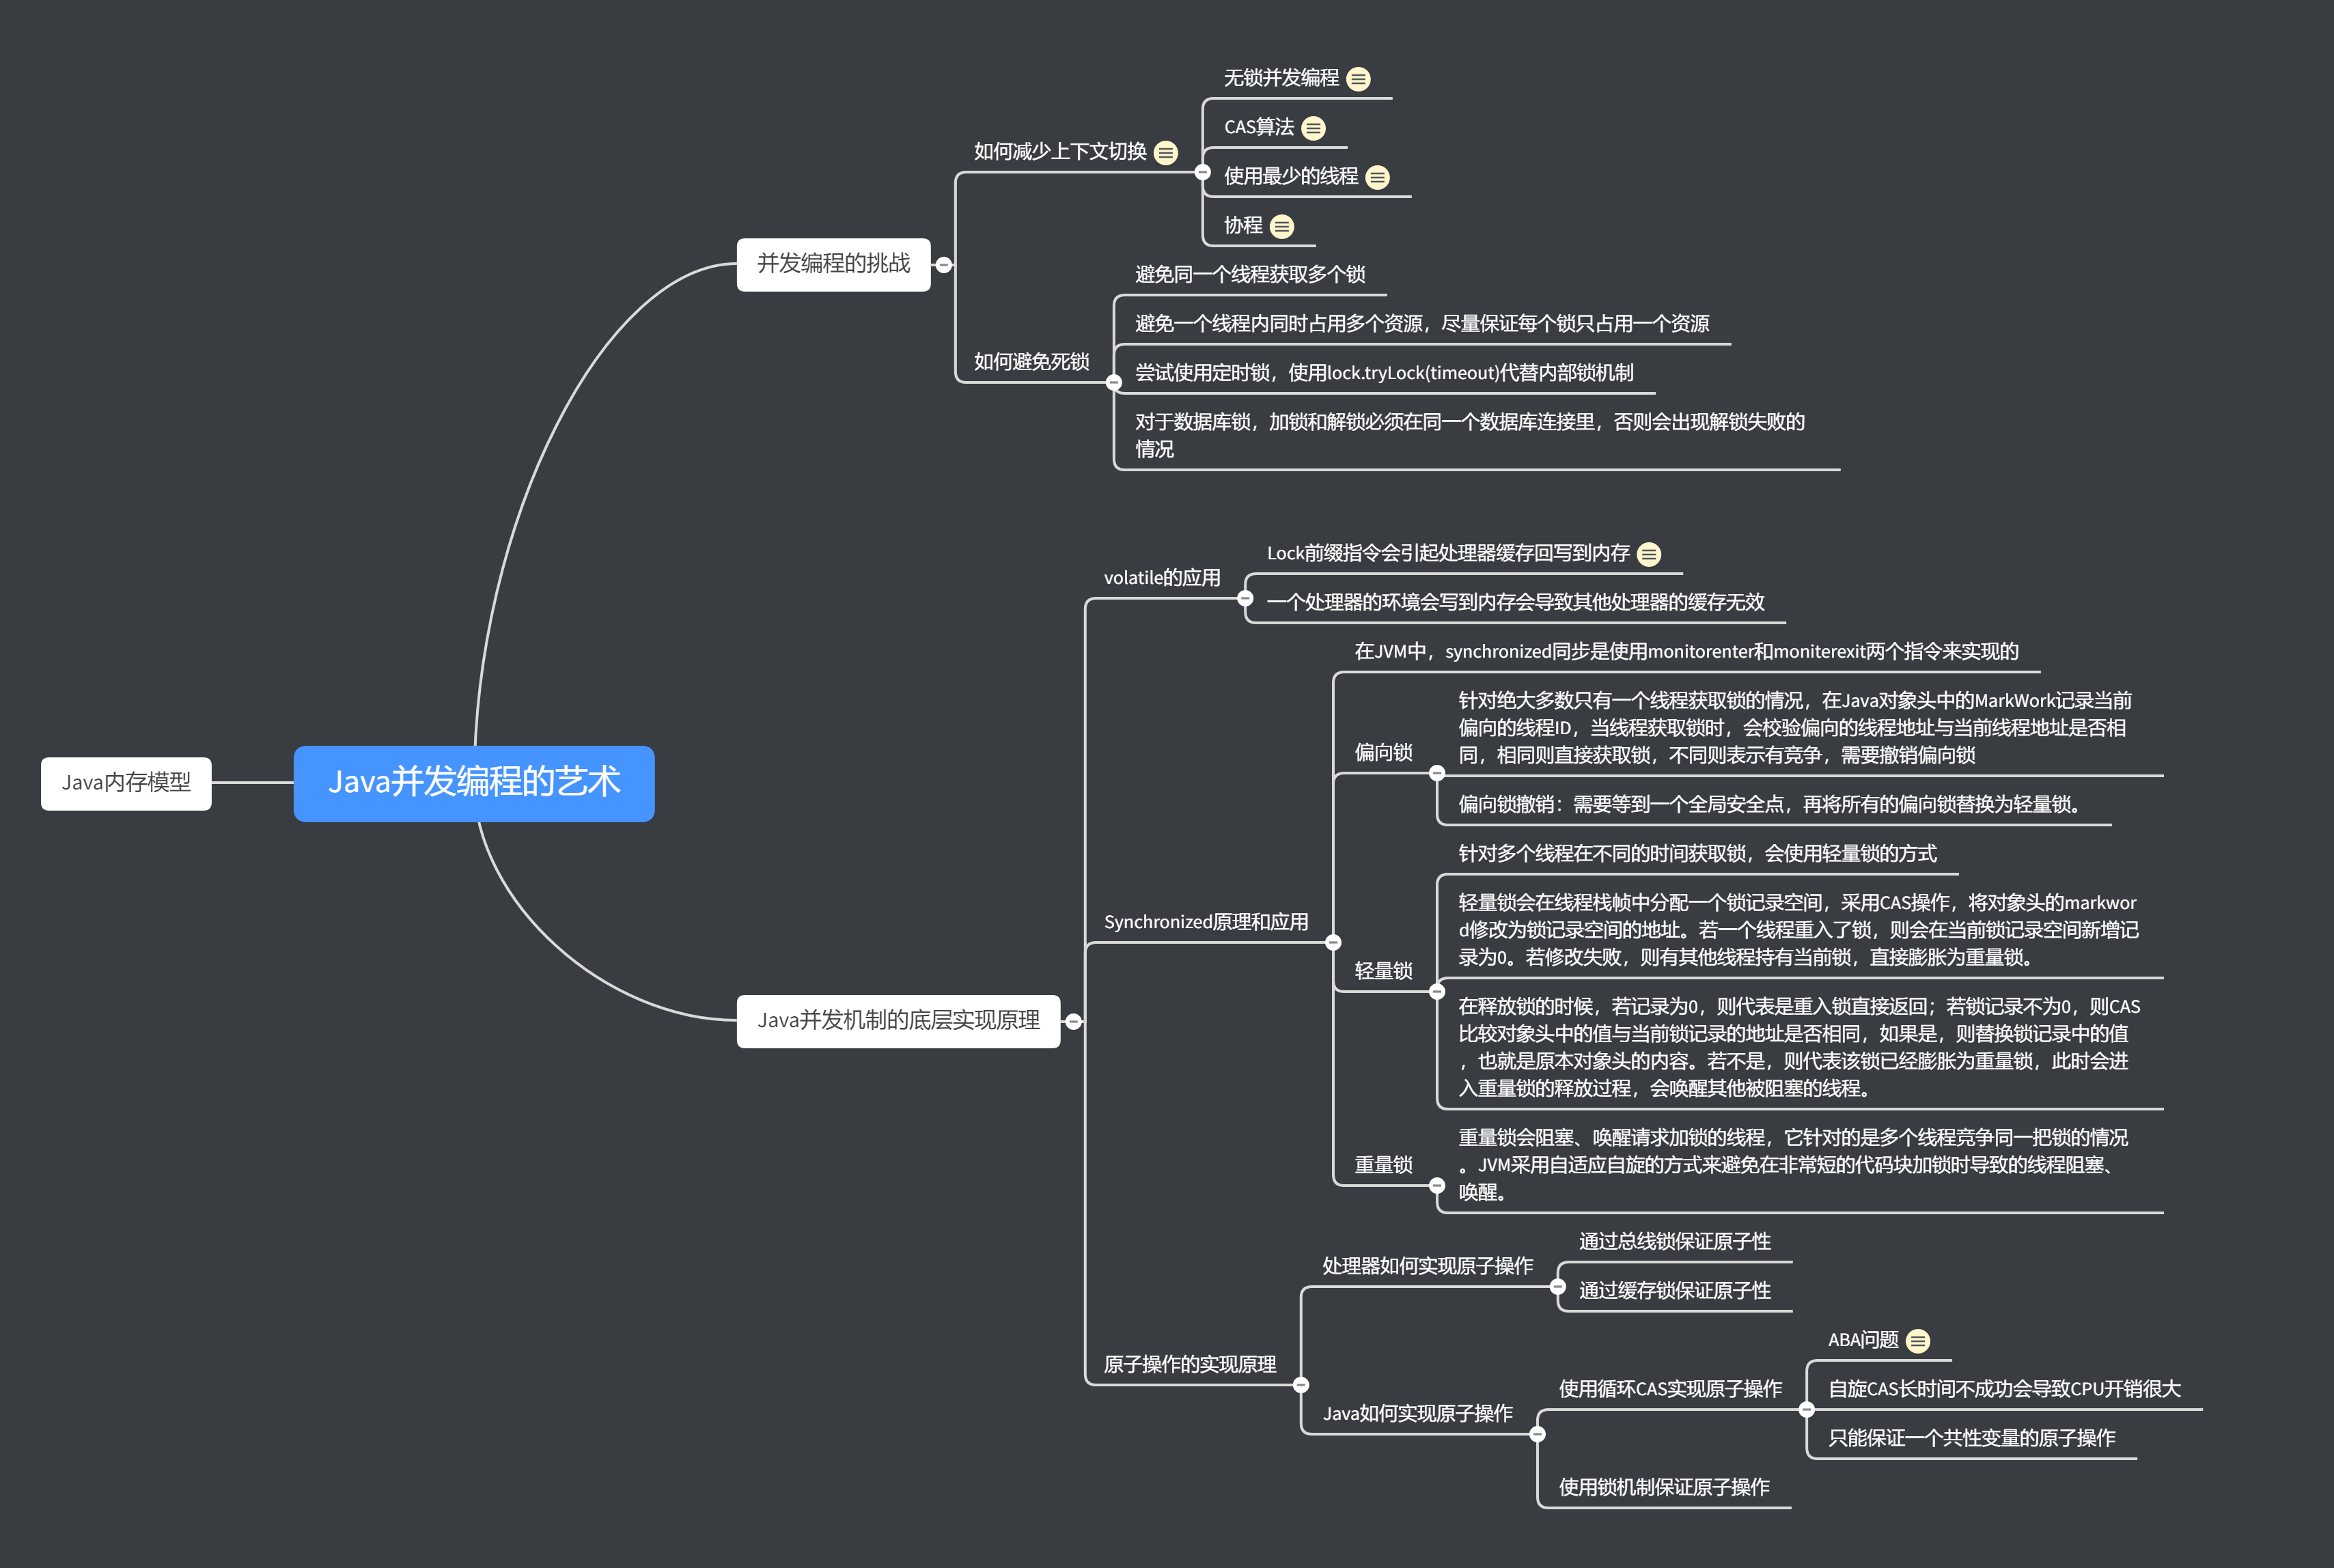 Java并发编程的艺术
并发编程的挑战
如何减少上下文切换
无锁并发编程
CAS算法
使用最少的线程
协程
如何避免死锁
避免同一个线程获取多个锁
避免一个线程内同时占用多个资源，尽量保证每个锁只占用一个资源
尝试使用定时锁，使用lock.tryLock(timeout)代替内部锁机制
对于数据库锁，加锁和解锁必须在同一个数据库连接里，否则会出现解锁失败的
情况
Java并发机制的底层实现原理
volatile的应用
Lock前缀指令会引起处理器缓存回写到内存
一个处理器的环境会写到内存会导致其他处理器的缓存无效
Synchronized原理和应用
在JVM中，synchronized同步是使用monitorenter和moniterexit两个指令来实现的
偏向锁
针对绝大多数只有一个线程获取锁的情况，在Java对象头中的MarkWork记录当前
偏向的线程ID，当线程获取锁时，会校验偏向的线程地址与当前线程地址是否相
同，相同则直接获取锁，不同则表示有竞争，需要撤销偏向锁
偏向锁撤销：需要等到一个全局安全点，再将所有的偏向锁替换为轻量锁。
轻量锁
针对多个线程在不同的时间获取锁，会使用轻量锁的方式
轻量锁会在线程栈帧中分配一个锁记录空间，采用CAS操作，将对象头的markwor
d修改为锁记录空间的地址。若一个线程重入了锁，则会在当前锁记录空间新增记
录为0。若修改失败，则有其他线程持有当前锁，直接膨胀为重量锁。
在释放锁的时候，若记录为0，则代表是重入锁直接返回；若锁记录不为0，则CAS
比较对象头中的值与当前锁记录的地址是否相同，如果是，则替换锁记录中的值
，也就是原本对象头的内容。若不是，则代表该锁已经膨胀为重量锁，此时会进
入重量锁的释放过程，会唤醒其他被阻塞的线程。
重量锁
重量锁会阻塞、唤醒请求加锁的线程，它针对的是多个线程竞争同一把锁的情况
。JVM采用自适应自旋的方式来避免在非常短的代码块加锁时导致的线程阻塞、
唤醒。
原子操作的实现原理
处理器如何实现原子操作
通过总线锁保证原子性
通过缓存锁保证原子性
Java如何实现原子操作
使用循环CAS实现原子操作
ABA问题
自旋CAS长时间不成功会导致CPU开销很大
只能保证一个共性变量的原子操作
使用锁机制保证原子操作
Java内存模型